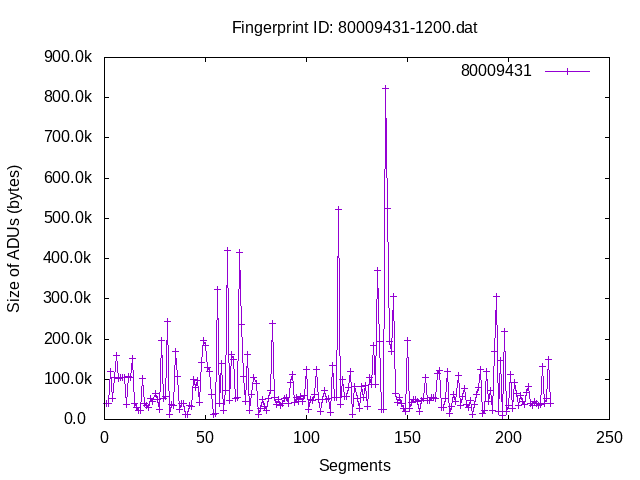 Fingerprint ID: 80009431-1200.dat
900.0k
80009431
800.0k
700.0k
600.0k
500.0k
400.0k
300.0k
200.0k
100.0k
0.0
Size of ADUs (bytes)
0 50 100 150 200 250
Segments